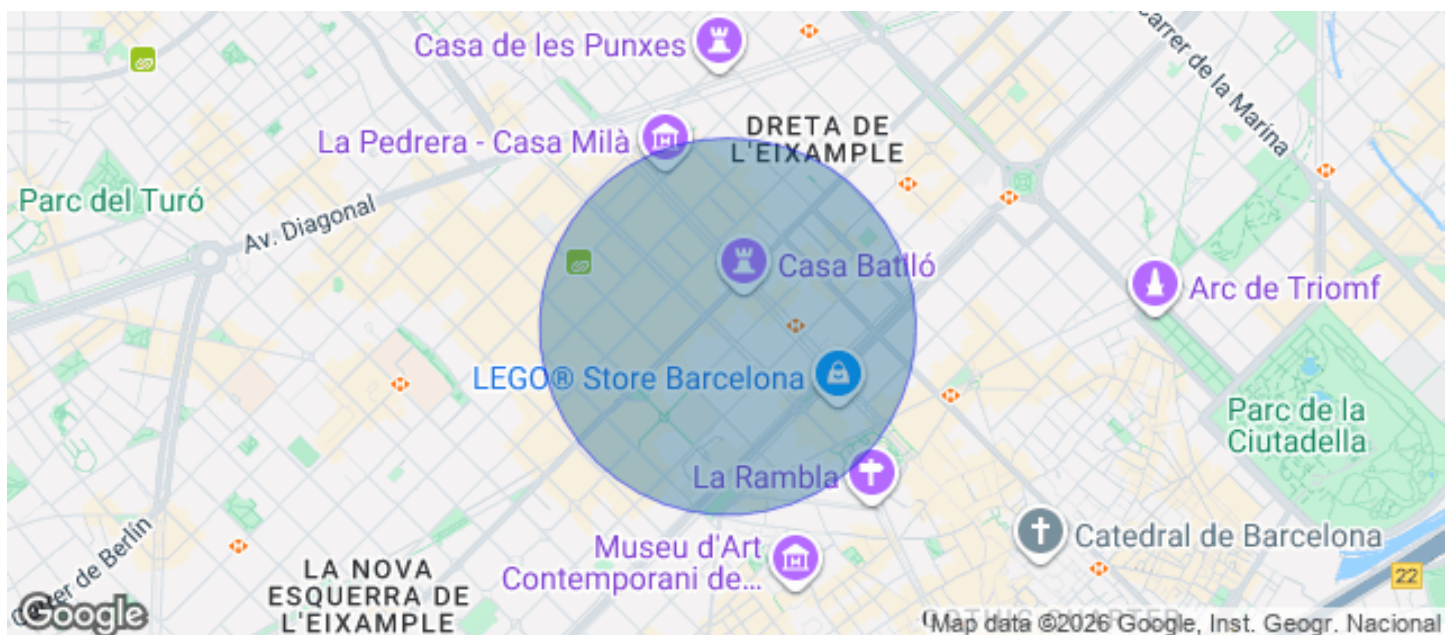 Casa de les Punxes
Carrer de la Marina
DRETA DE
L'EIXAMPLE
La Pedrera - Casa Milà
Parc del Turó
Av. Diagonal
Casa Batlló
Arc de Triomf
LEGO® Store Barcelona
Parc de la
Ciutadella
La Rambla
Museu d'Art
Contemporani de...
Catedral de Barcelona
Carrer de Berlín
LA NOVA
ESQUERRA DE
L'EIXAMPLE
22
Google
Map data ©2026 Google, Inst. Geogr. Nacional